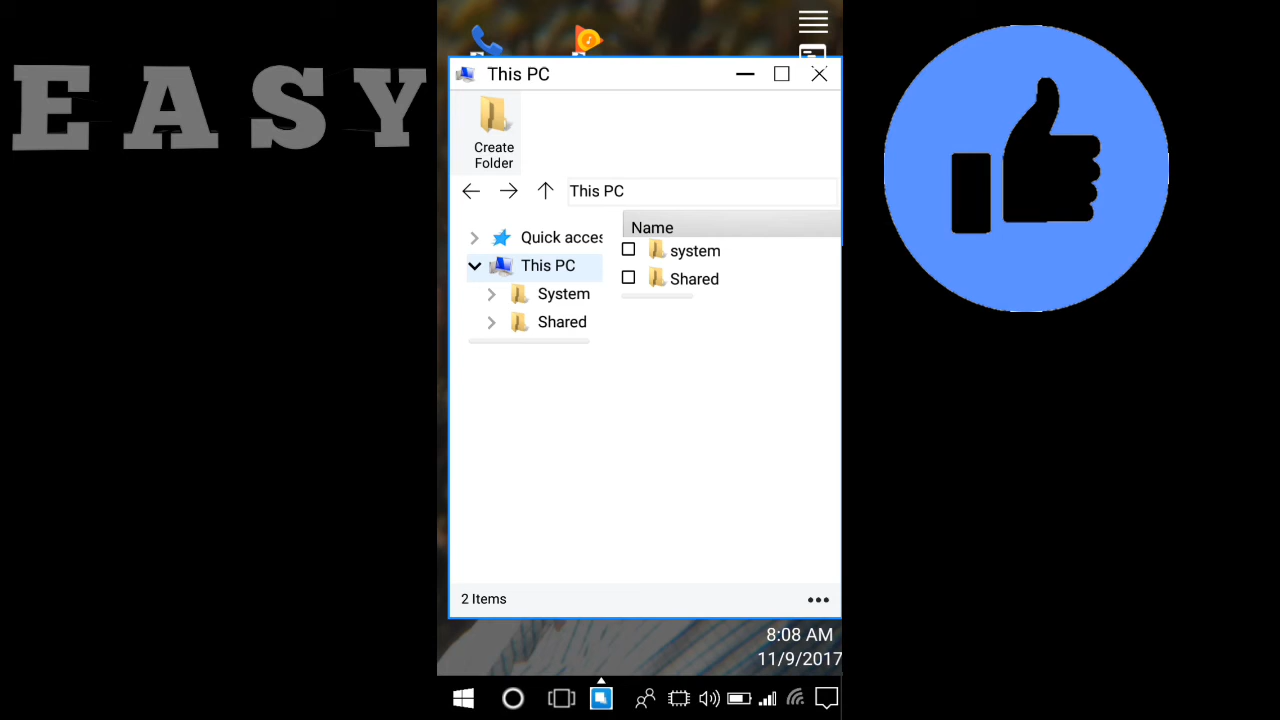 EASY
This PC
Create
Folder
This PC
Quick acces
This PC
System
Shared
Name
system
Shared
2 Items
8:08 AM
11/9/2017